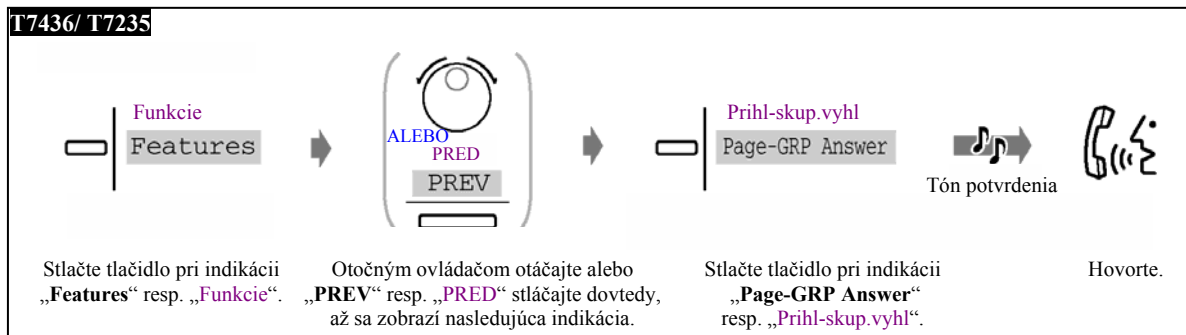 T7436/ T7235
Funkcie
Features
ALEBO
PRED
PREV
Prihl-skup.vyhl
Page-GRP Answer
Tón potvrdenia
Stlačte tlačidlo pri indikácii
„Features“ resp. „Funkcie“.
Otočným ovládačom otáčajte alebo
„PREV“ resp. „PRED“ stláčajte dovtedy,
až sa zobrazí nasledujúca indikácia.
Stlačte tlačidlo pri indikácii
„Page-GRP Answer“
resp. „Prihl-skup.vyhl“.
Hovorte.